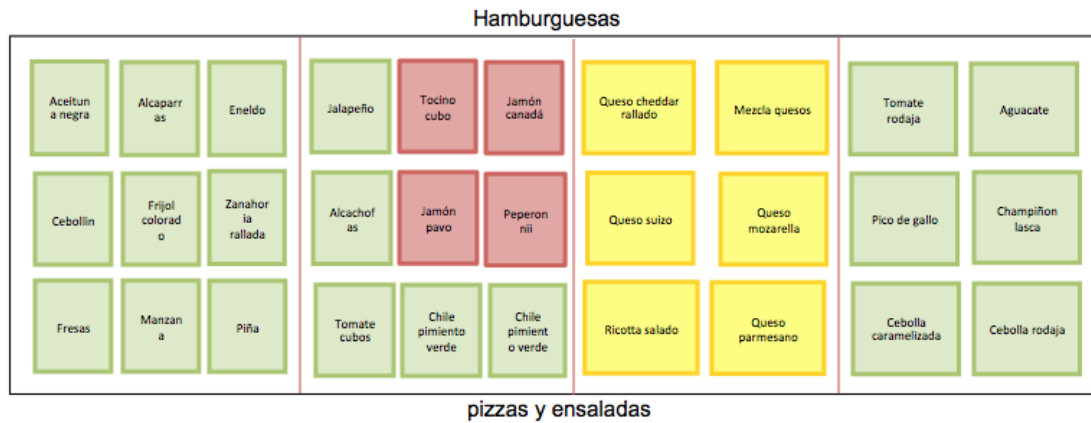 Hamburguesas
Aceitun
a negra
Alcaparr
as
Eneldo
Jalapeño
Tocino
cubo
Jamón
canadá
Queso cheddar
rallado
Mezcla quesos
Tomate
rodaja
Aguacate
Cebollin
Frijol
colorad
o
Zanahor
ia
rallada
Alcachof
as
Jamón
pavo
Peperon
nii
Queso suizo
Queso
mozarella
Pico de gallo
Champiñon
lasca
Fresas
Manzan
a
Piña
Tomate
cubos
Chile
pimiento
verde
Chile
pimient
o verde
Ricotta salado
Queso
parmesano
Cebolla
caramelizada
Cebolla rodaja
pizzas y ensaladas